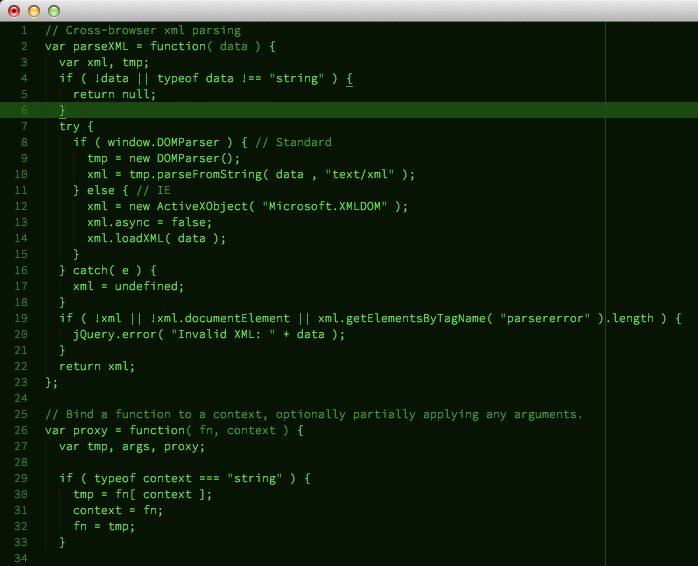 1 // Cross-browser xml parsing
2 var parseXML = function( data ) {
3   var xml, tmp;
4   if ( !data || typeof data !== "string" ) {
5     return null;
6   }
7   try {
8     if ( window.DOMParser ) { // Standard
9       tmp = new DOMParser();
10       xml = tmp.parseFromString( data , "text/xml" );
11     } else { // IE
12       xml = new ActiveXObject( "Microsoft.XMLDOM" );
13       xml.async = false;
14       xml.loadXML( data );
15     }
16   } catch( e ) {
17     xml = undefined;
18   }
19   if ( !xml || !xml.documentElement || xml.getElementsByTagName( "parsererror" ).length ) {
20     jQuery.error( "Invalid XML: " + data );
21   }
22   return xml;
23 };
24
25 // Bind a function to a context, optionally partially applying any arguments.
26 var proxy = function( fn, context ) {
27   var tmp, args, proxy;
28
29   if ( typeof context === "string" ) {
30     tmp = fn[ context ];
31     context = fn;
32     fn = tmp;
33   }
34